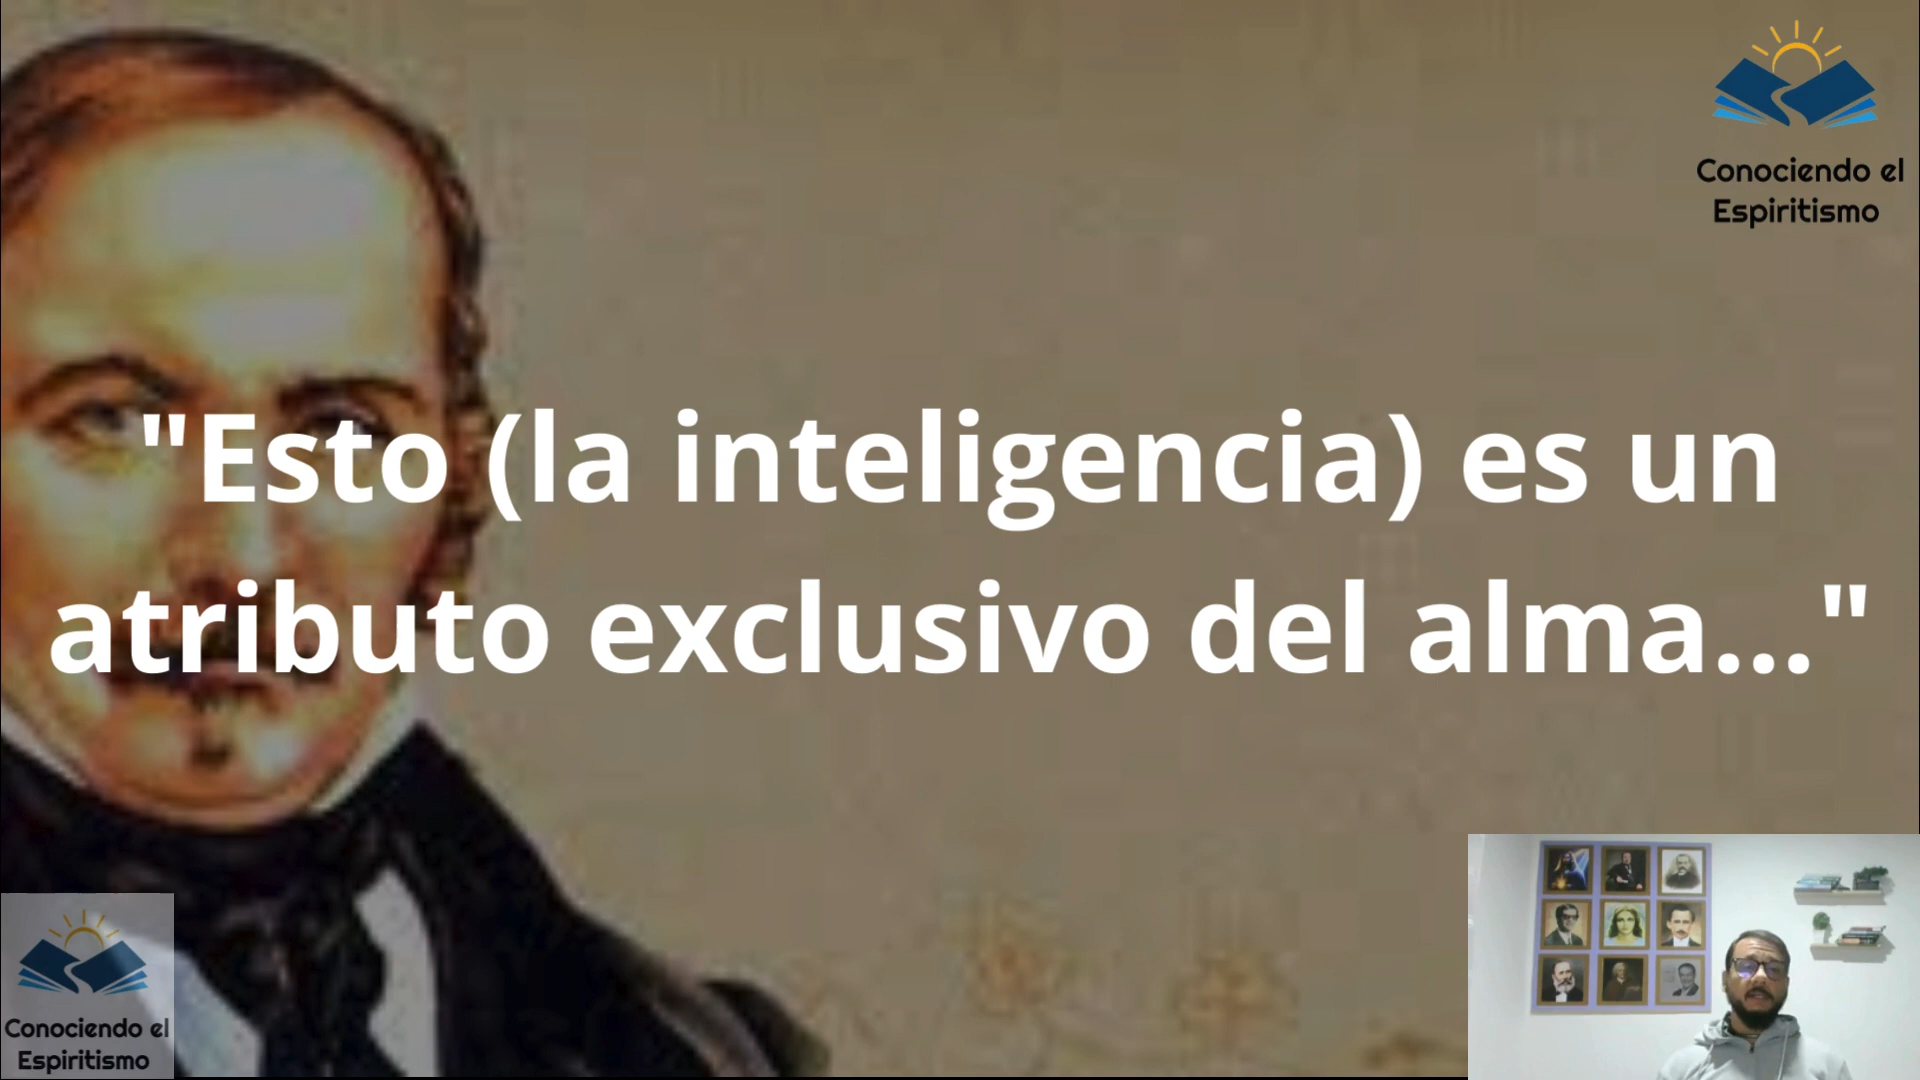 Conociendo el
Espiritismo
"Esto (la inteligencia) es un
atributo exclusivo del alma..."
Conociendo el
Espiritismo